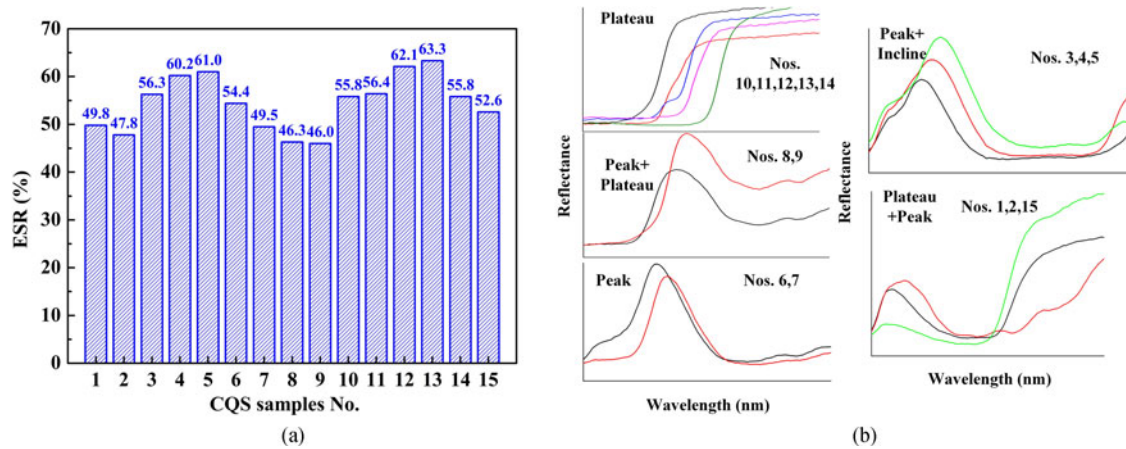 70
60
50
40
30
20
10
0
ESR (%)
49.8
47.8
56.3
60.2
61.0
54.4
49.5
46.3
46.0
55.8
56.4
62.1
63.3
55.8
52.6
1 2 3 4 5 6 7 8 9 10 11 12 13 14 15
CQS samples No.
(a)
Reflectance
Plateau
Nos.
10,11,12,13,14
Peak+
Plateau
Nos. 8,9
Peak
Nos. 6,7
Wavelength (nm)
Reflectance
Peak+
Incline
Nos. 3,4,5
Plateau
+Peak
Nos. 1,2,15
Wavelength (nm)
(b)